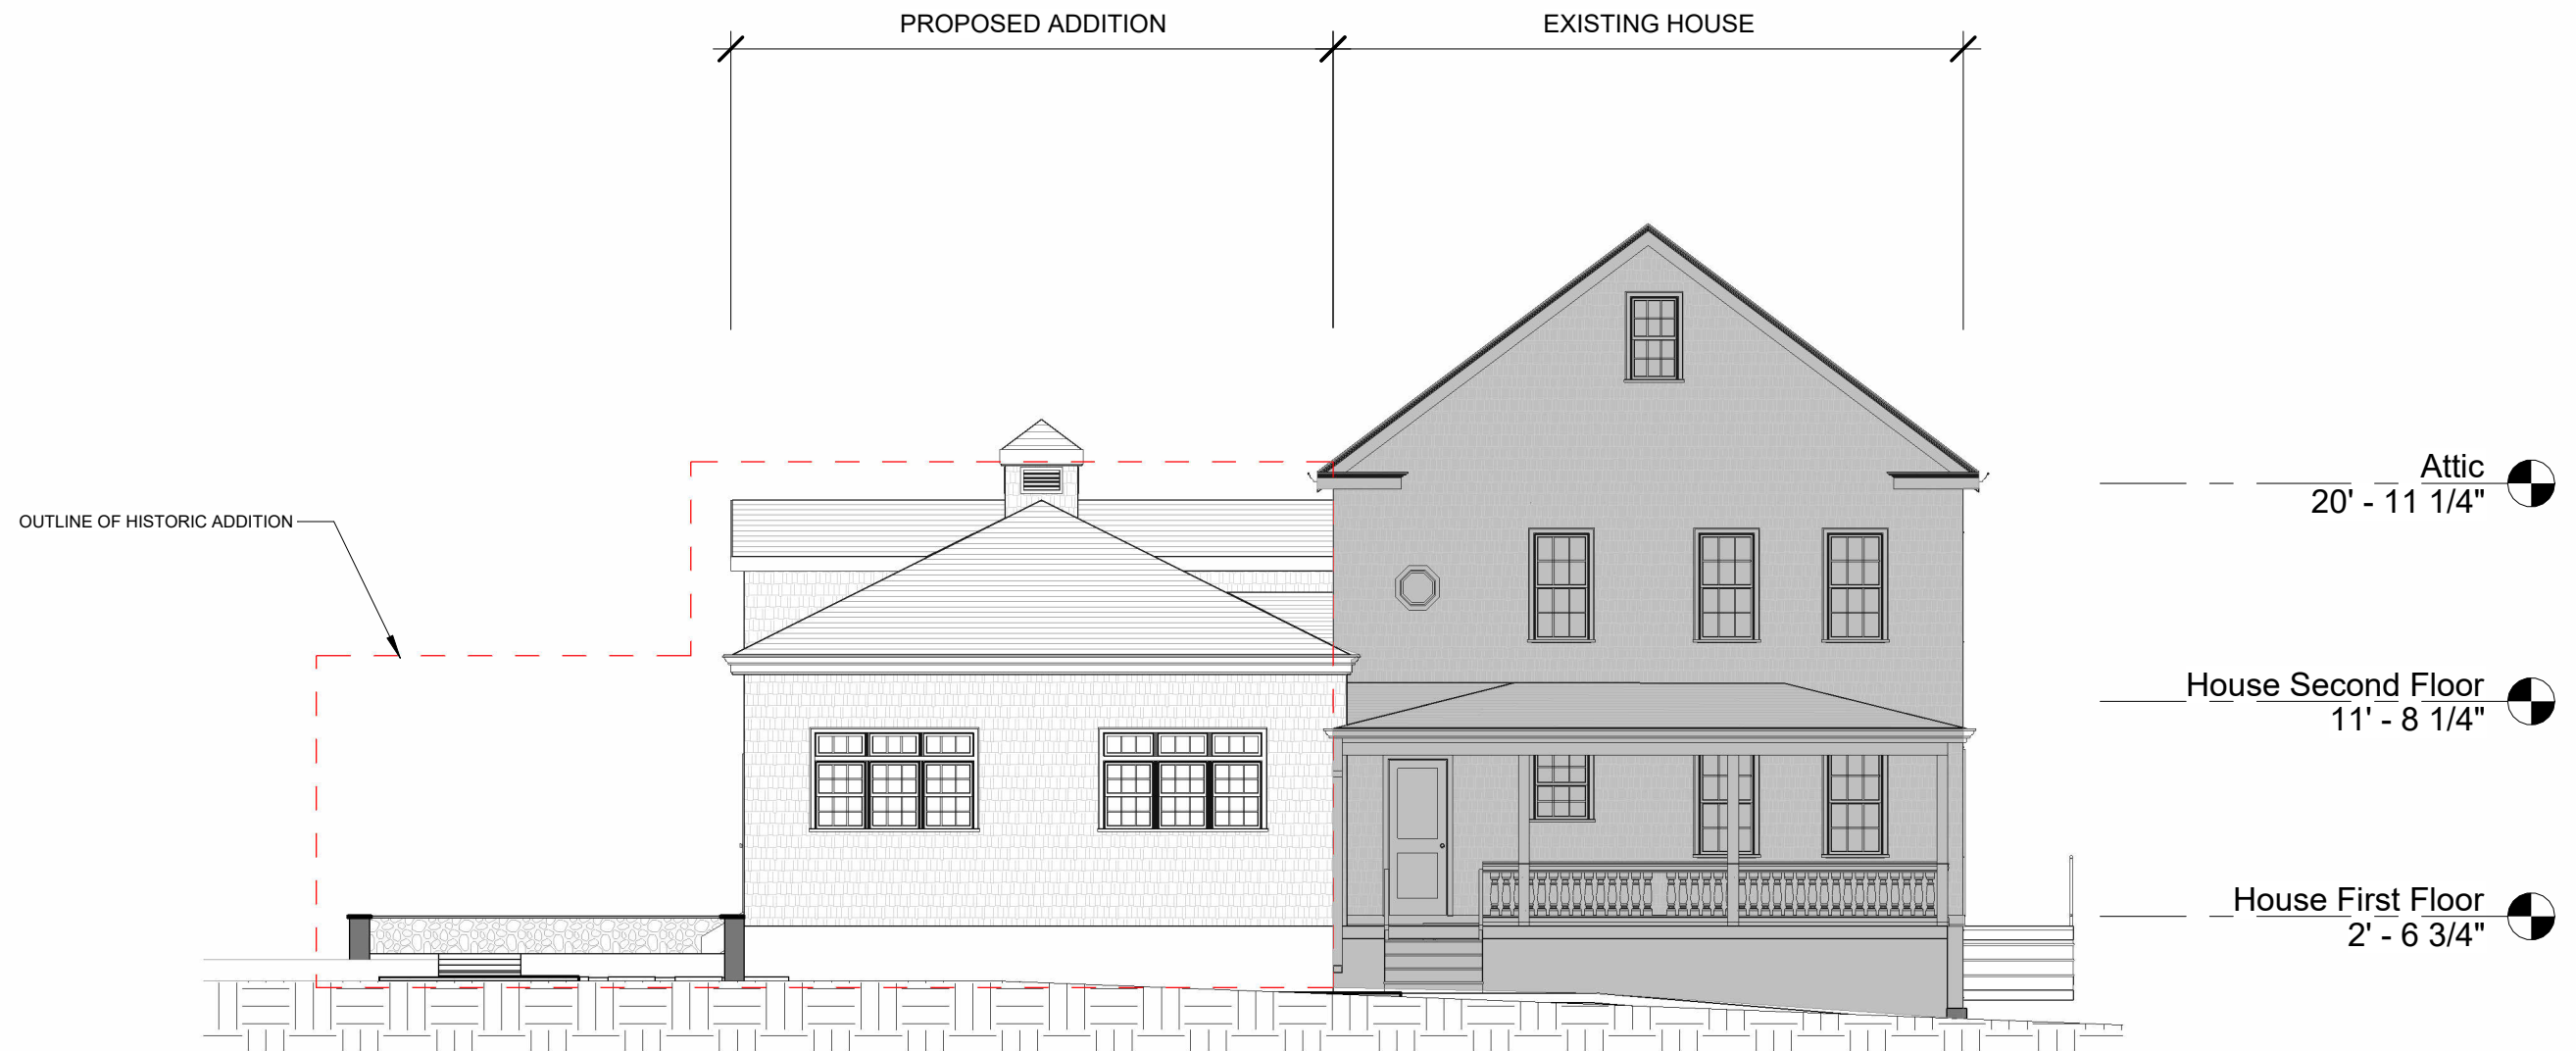 PROPOSED ADDITION
EXISTING HOUSE
OUTLINE OF HISTORIC ADDITION
Attic
20' - 11 1/4"
House Second Floor
11' - 8 1/4"
House First Floor
2' - 6 3/4"